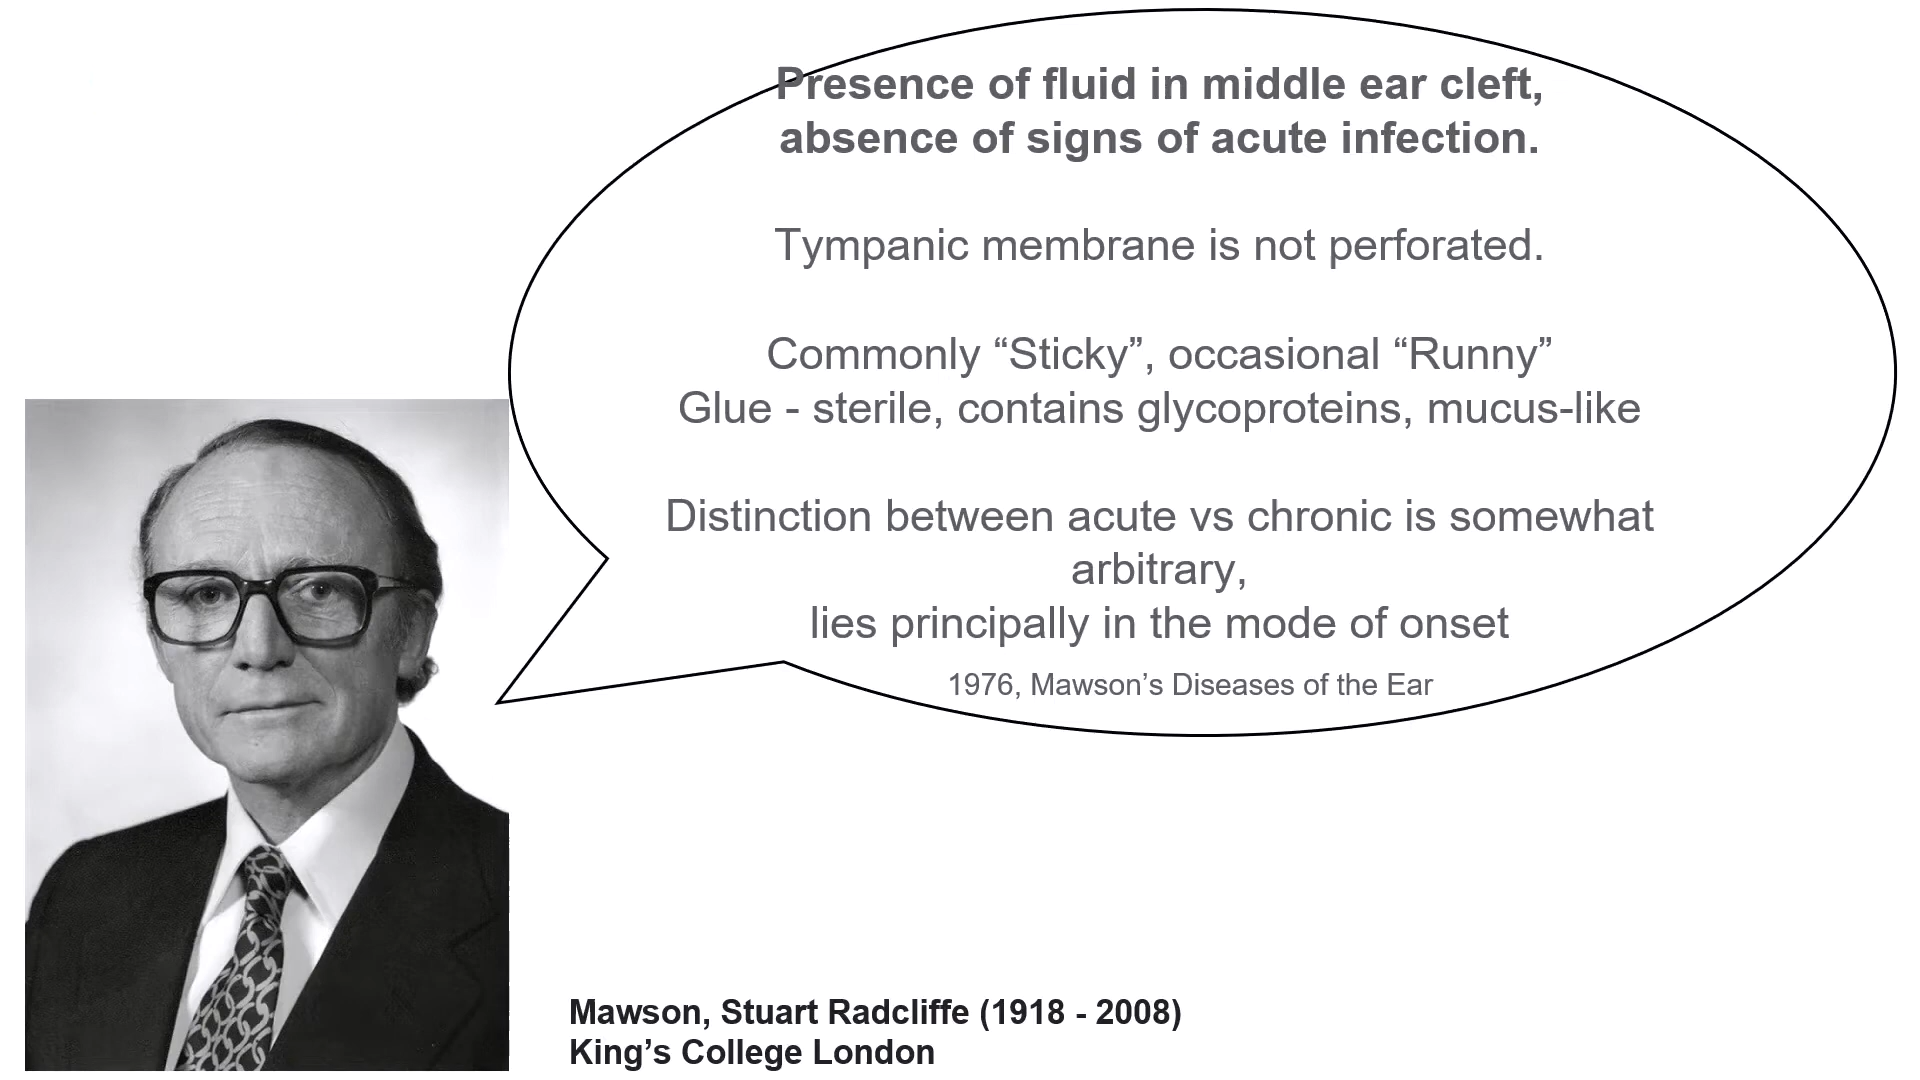 Presence of fluid in middle ear cleft,
absence of signs of acute infection.
Tympanic membrane is not perforated.
Commonly “Sticky”, occasional “Runny”
Glue - sterile, contains glycoproteins, mucus-like
Distinction between acute vs chronic is somewhat
arbitrary,
lies principally in the mode of onset
1976, Mawson’s Diseases of the Ear
Mawson, Stuart Radcliffe (1918 - 2008)
King’s College London